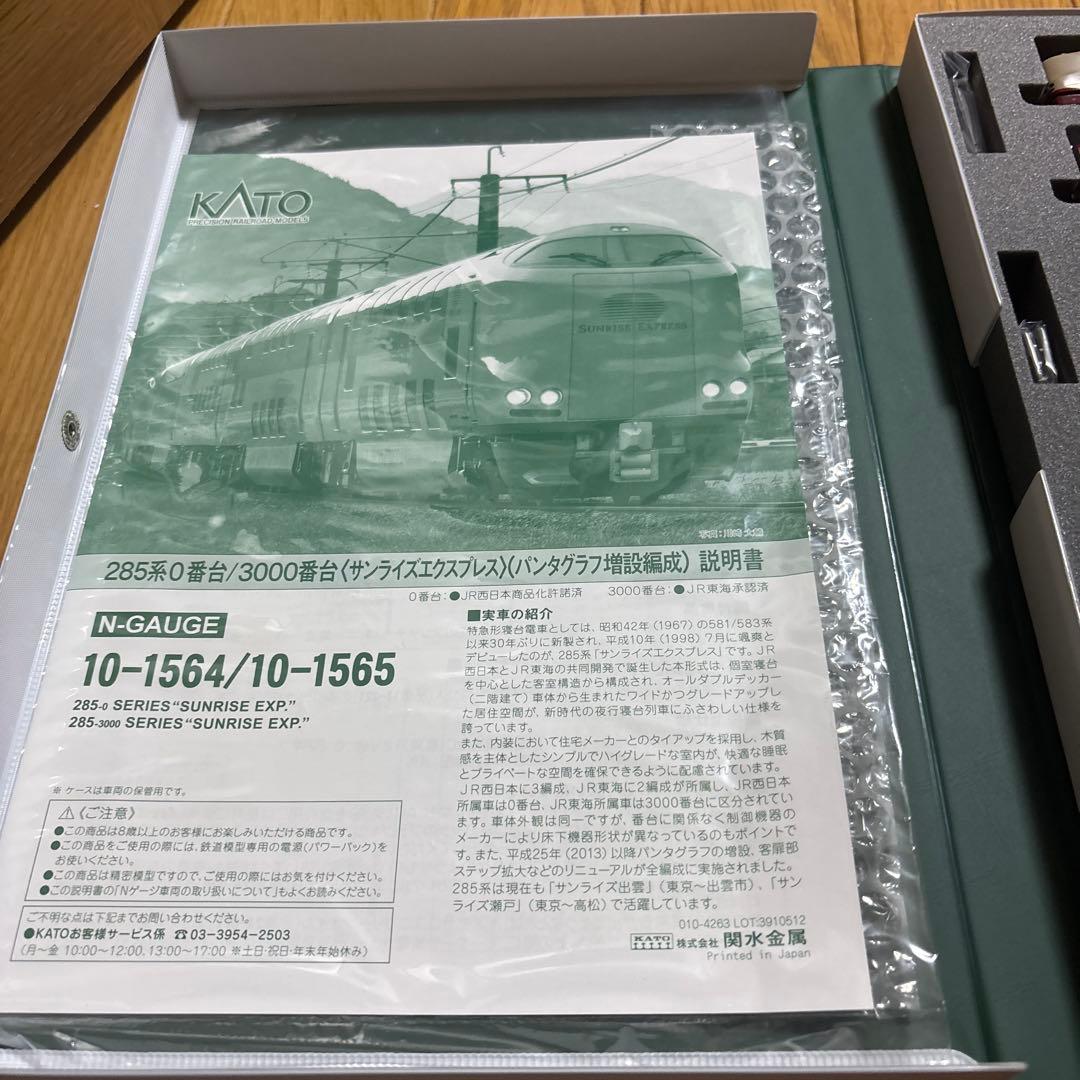 KATO
PRECISION RAILROAD MODELS
SUNRISE EXPRESS
285系0番台/3000番台〈サンライズエクスプレス〉(パンタグラフ増設編成) 説明書
0番台:●JR西日本商品化許諾済 3000番台:●JR東海承認済
N-GAUGE
10-1564/10-1565
285-0 SERIES“SUNRISE EXP.”
285-3000 SERIES“SUNRISE EXP.”
※ ケースは車両の保管用です。
⚠〈ご注意〉
●この商品は8歳以上のお客様にお楽しみいただける商品です。
●この商品をご使用の際には、鉄道模型専用の電源(パワーパック)を
お使いください。
●この商品は精密模型ですので、ご使用の際にはお気を付けください。
●この説明書の「Nゲージ車両の取り扱いについて」もよくお読みください。
ご不明な点は下記までお問い合わせください。
●KATOお客様サービス係 ☎03-3954-2503
(月〜金 10:00〜12:00、13:00〜17:00 ※土日・祝日・年末年始休み)
■実車の紹介
特急形寝台電車としては、昭和42年(1967)の581/583系
以来30年ぶりに新製され、平成10年(1998)7月に颯爽と
デビューしたのが、285系「サンライズエクスプレス」です。JR
西日本とJR東海の共同開発で誕生した本形式は、個室寝台
を中心とした客室構造から構成され、オールダブルデッカー
(二階建て)車体から生まれたワイドかつグレードアップし
た居住空間が、新時代の夜行寝台列車にふさわしい仕様を
誇っています。
また、内装において住宅メーカーとのタイアップを採用し、木質
感を主体としたシンプルでハイグレードな室内が、快適な睡眠
とプライベートな空間を確保できるように配慮されています。
JR西日本に3編成、JR東海に2編成が所属し、JR西日本
所属車は0番台、JR東海所属車は3000番台に区分されてい
ます。車体外観は同一ですが、番台に関係なく制御機器の
メーカーにより床下機器形状が異なっているのもポイントで
す。また、平成25年(2013)以降パンタグラフの増設、客扉部
ステップ拡大などのリニューアルが全編成に実施されました。
285系は現在も「サンライズ出雲」(東京〜出雲市)、「サン
ライズ瀬戸」(東京〜高松)で活躍しています。
010-4263 LOT:3910512
KATO 株式会社 関水金属
Printed in Japan